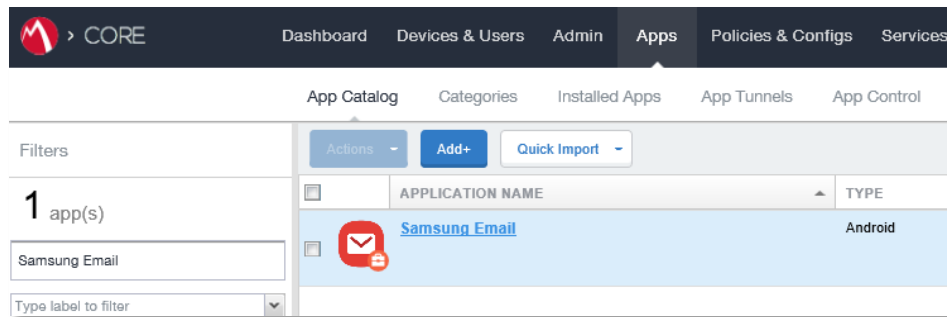 > CORE Dashboard Devices & Users Admin Apps Policies & Configs Services
App Catalog Categories Installed Apps App Tunnels App Control
Filters
Actions Add+ Quick Import
1 app(s)
APPLICATION NAME TYPE
Samsung Email Android
Samsung Email
Type label to filter